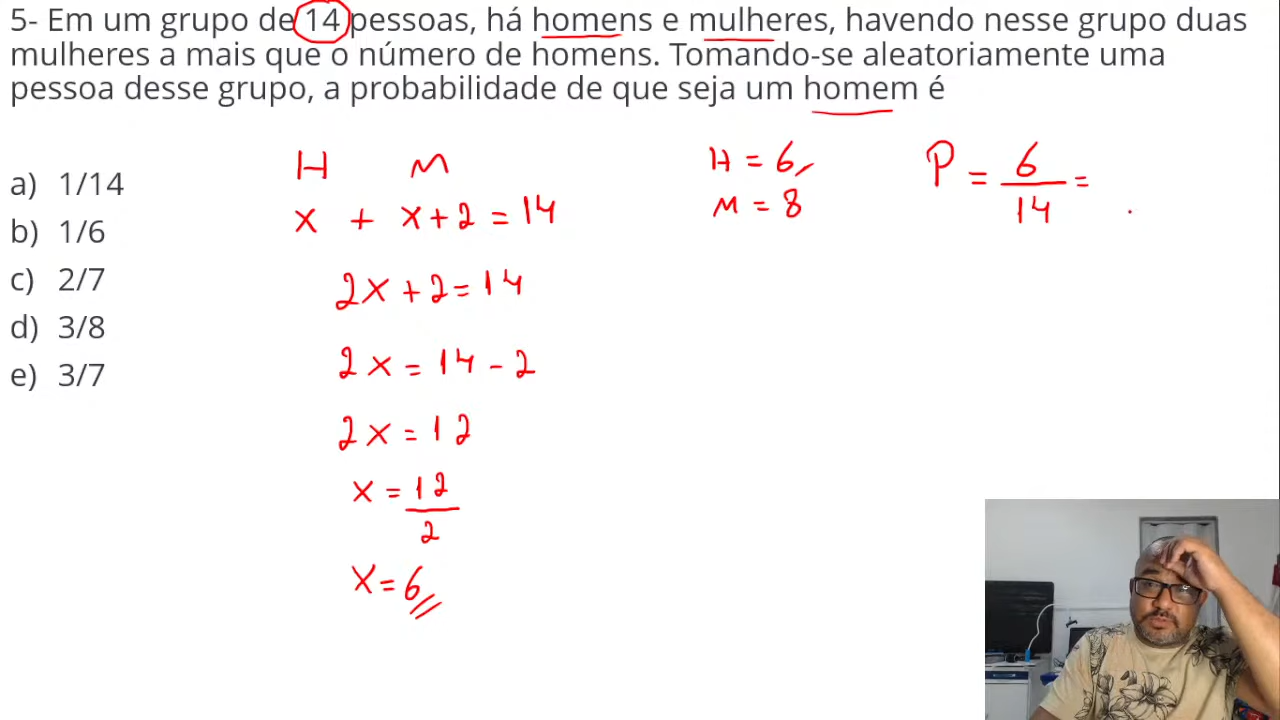 5- Em um grupo de 14 pessoas, há homens e mulheres, havendo nesse grupo duas
mulheres a mais que o número de homens. Tomando-se aleatoriamente uma
pessoa desse grupo, a probabilidade de que seja um homem é
a) 1/14
b) 1/6
c) 2/7
d) 3/8
e) 3/7
H M
x + x+2 = 14
2x + 2 = 14
2x = 14 - 2
2x = 12
x = 12/2
x = 6
H = 6
M = 8
P = 6/14 =